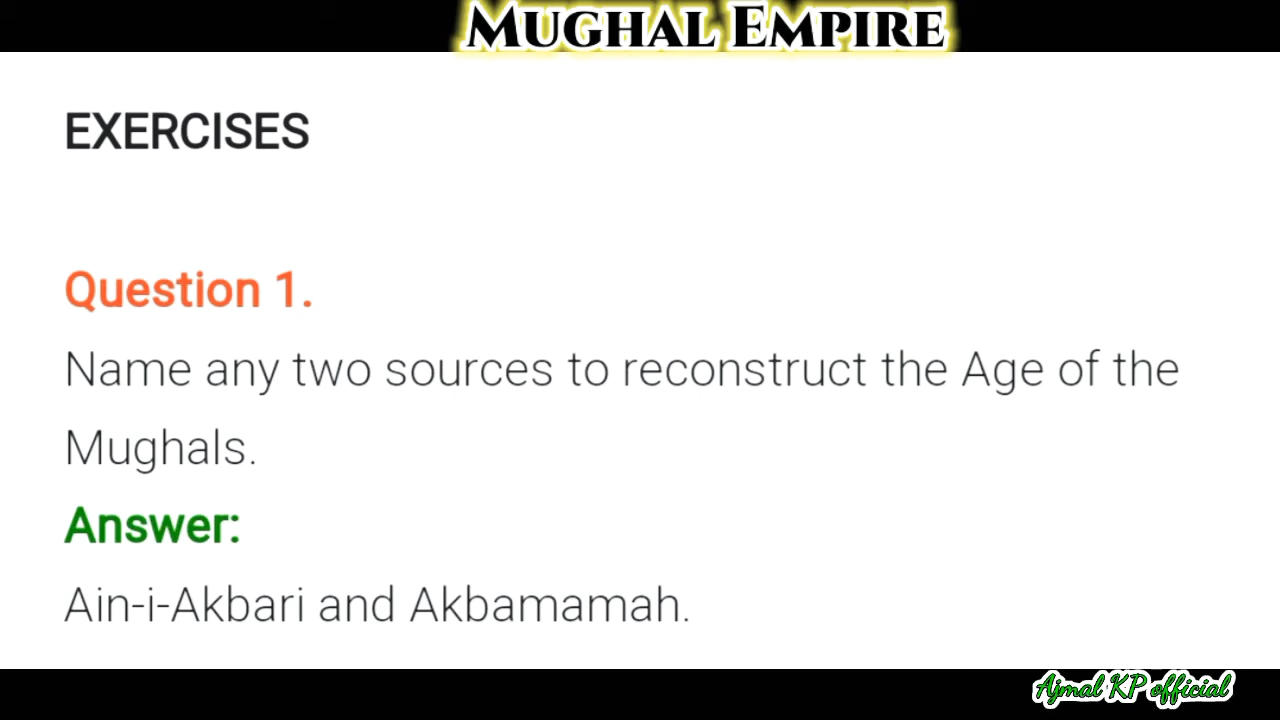 MUGHAL EMPIRE
EXERCISES
Question 1.
Name any two sources to reconstruct the Age of the
Mughals.
Answer:
Ain-i-Akbari and Akbamamah.
Ajmal KP official